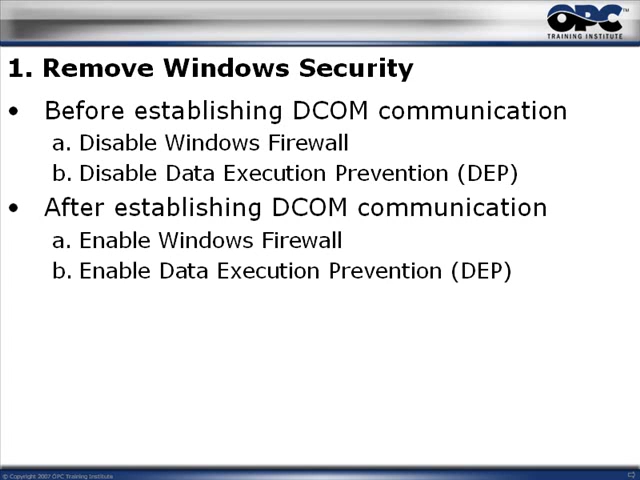 OPC™
TRAINING INSTITUTE
1. Remove Windows Security
• Before establishing DCOM communication
a. Disable Windows Firewall
b. Disable Data Execution Prevention (DEP)
• After establishing DCOM communication
a. Enable Windows Firewall
b. Enable Data Execution Prevention (DEP)
© Copyright 2007 OPC Training Institute